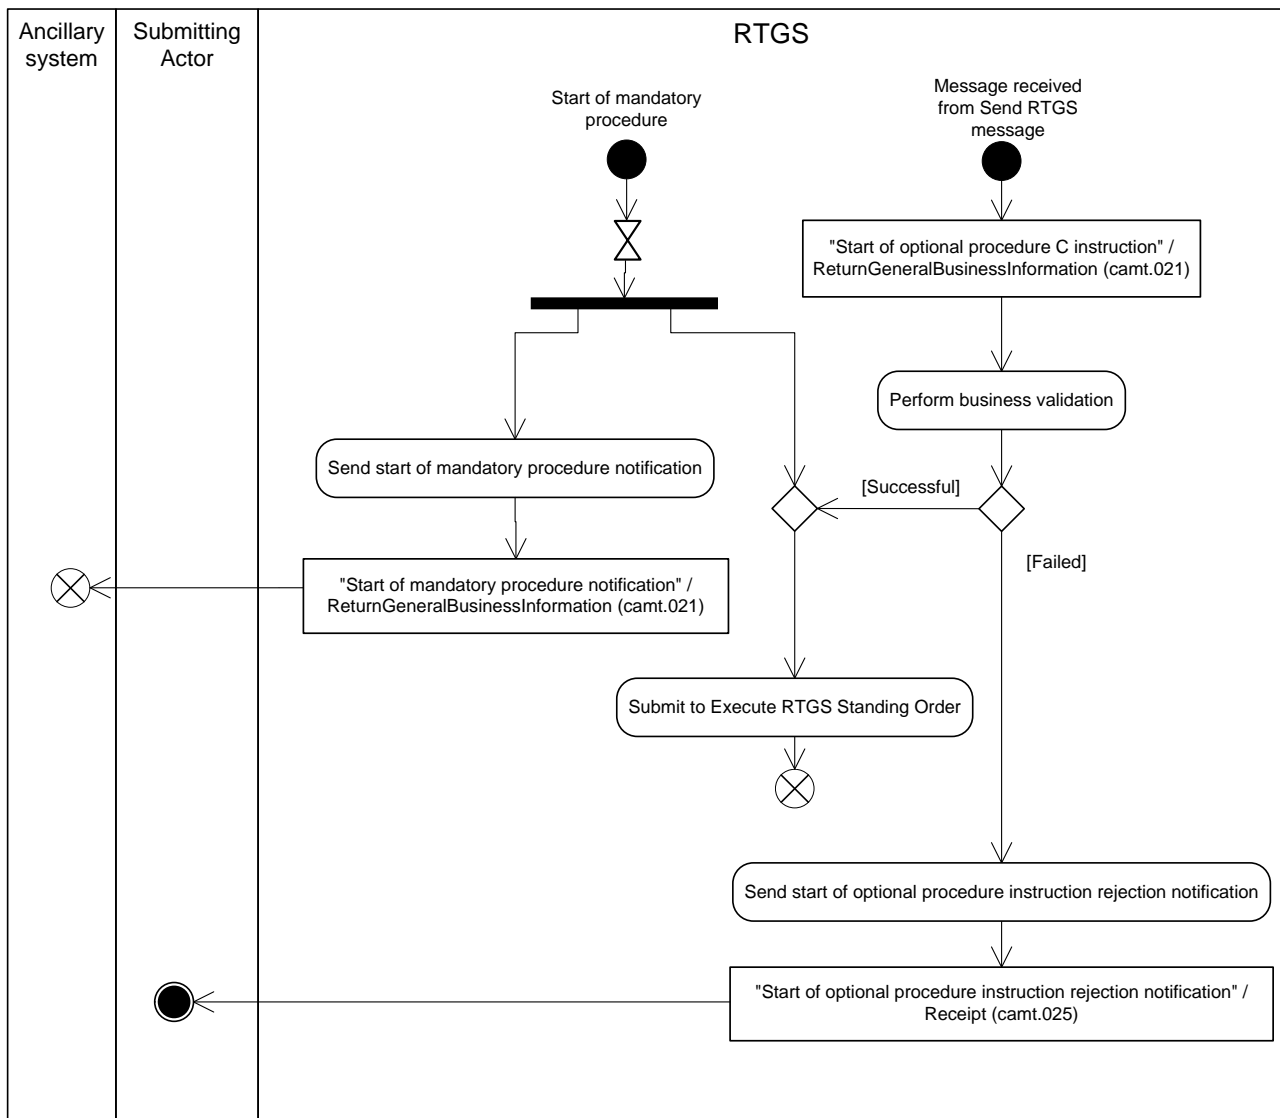 Ancillary
system
Submitting
Actor
RTGS
Start of mandatory
procedure
Message received
from Send RTGS
message
"Start of optional procedure C instruction" /
ReturnGeneralBusinessInformation (camt.021)
Perform business validation
Send start of mandatory procedure notification
[Successful]
[Failed]
"Start of mandatory procedure notification" /
ReturnGeneralBusinessInformation (camt.021)
Submit to Execute RTGS Standing Order
Send start of optional procedure instruction rejection notification
"Start of optional procedure instruction rejection notification" /
Receipt (camt.025)